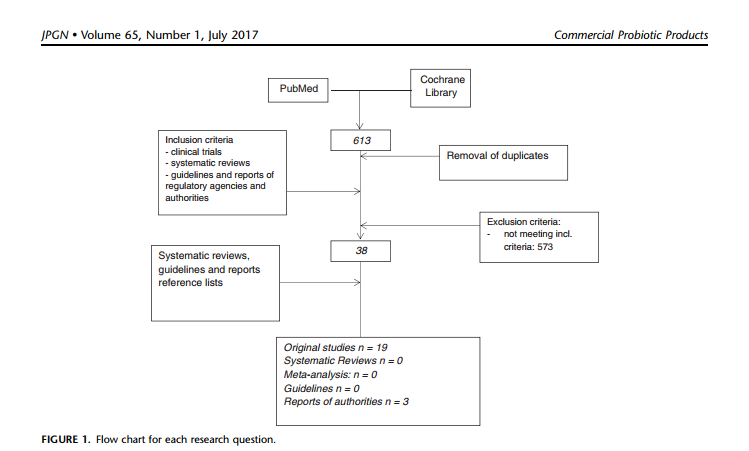 JPGN • Volume 65, Number 1, July 2017
Commercial Probiotic Products
PubMed
Cochrane
Library
613
Inclusion criteria
- clinical trials
- systematic reviews
- guidelines and reports of
regulatory agencies and
authorities
Removal of duplicates
Exclusion criteria:
- not meeting incl.
criteria: 573
38
Systematic reviews,
guidelines and reports
reference lists
Original studies n = 19
Systematic Reviews n = 0
Meta-analysis: n = 0
Guidelines n = 0
Reports of authorities n = 3
FIGURE 1. Flow chart for each research question.